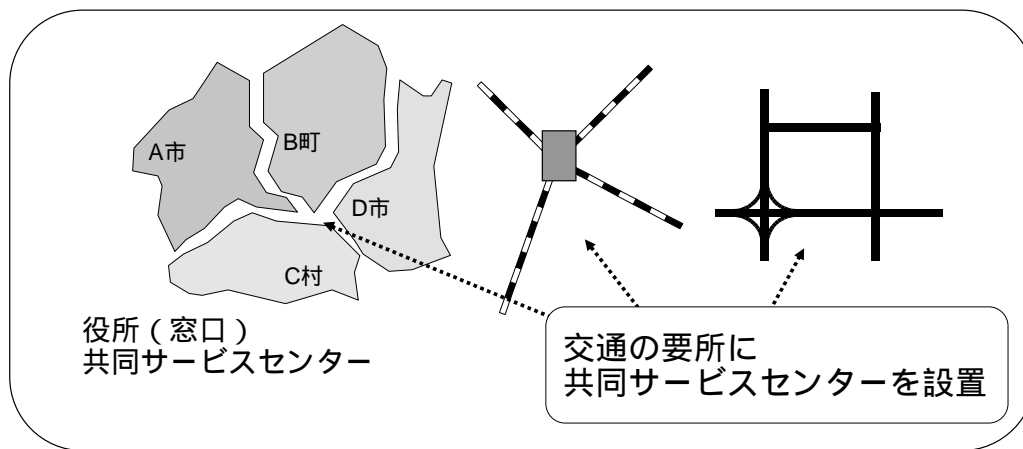 A市
B町
D市
C村
役所（窓口）
共同サービスセンター
交通の要所に
共同サービスセンターを設置